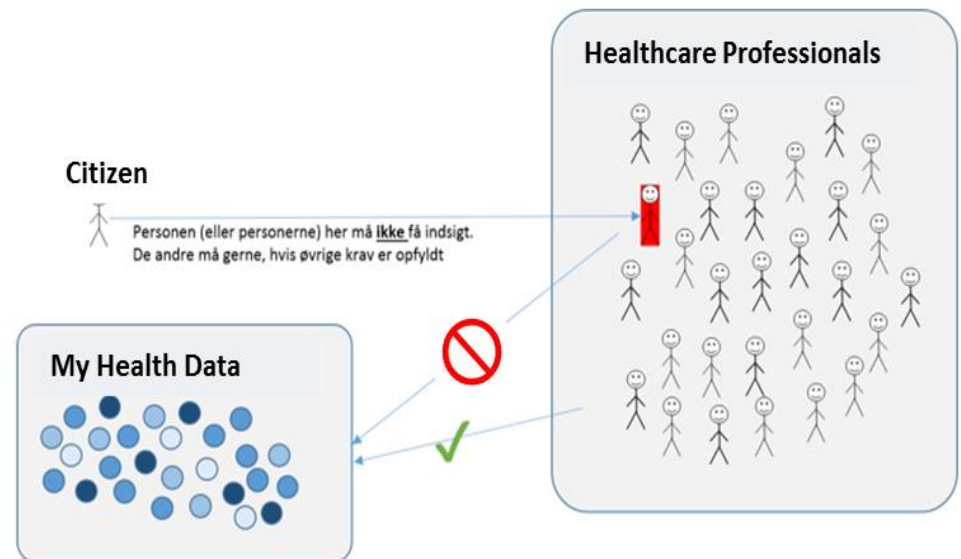 Healthcare Professionals
Citizen
Personen (eller personerne) her må ikke få indsigt.
De andre må gerne, hvis øvrige krav er opfyldt
My Health Data